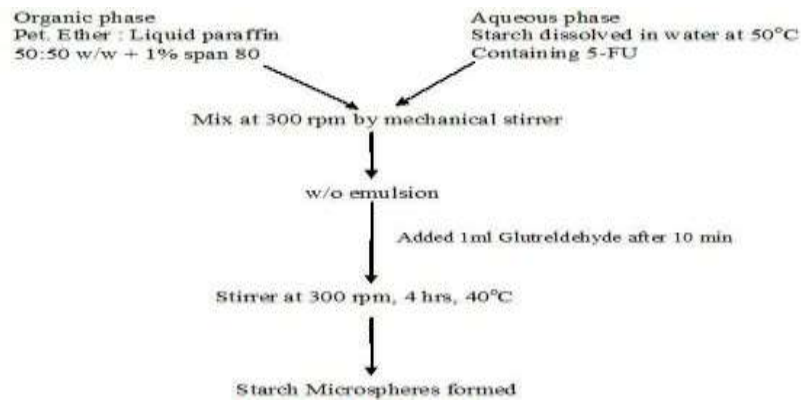 Organic phase
Pet. Ether : Liquid paraffin
50:50 w/w + 1% span 80
Aqueous phase
Starch dissolved in water at 50°C
Containing 5-FU
Mix at 300 rpm by mechanical stirrer
w/o emulsion
Added 1ml Glutreldehyde after 10 min
Stirrer at 300 rpm, 4 hrs, 40°C
Starch Microspheres formed